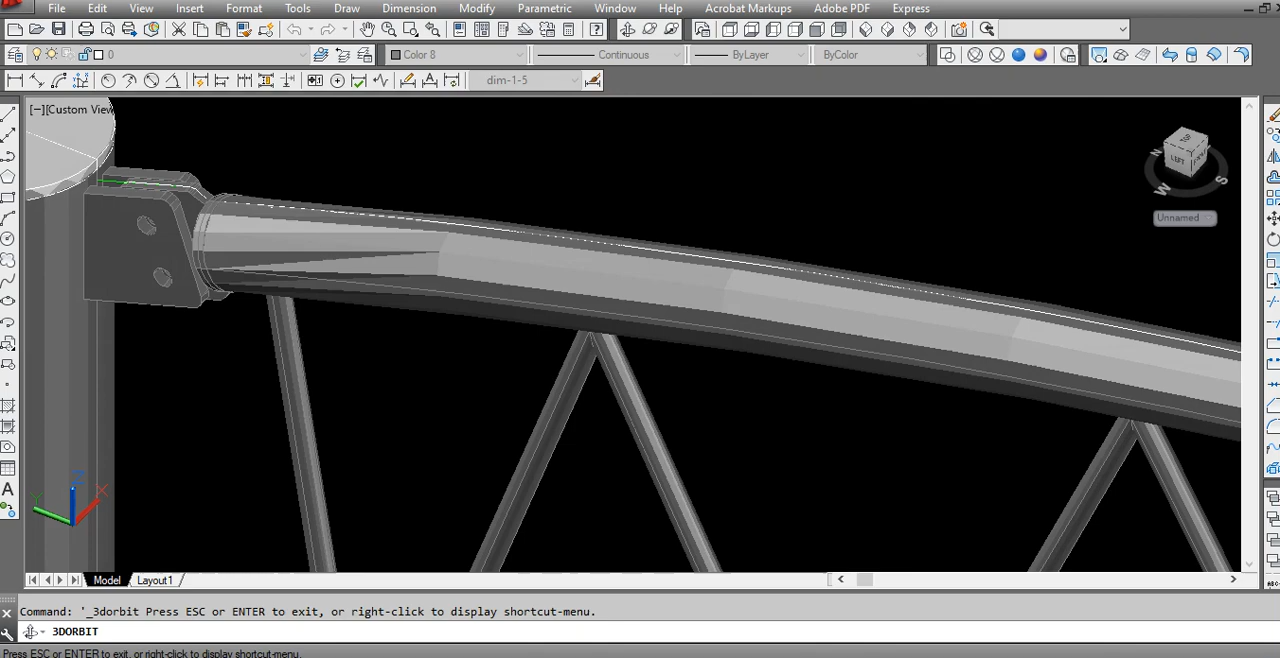 File Edit View Insert Format Tools Draw Dimension Modify Parametric Window Help Acrobat Markups Adobe PDF Express
0 Color 8 Continuous ByLayer ByColor
dim-1-5
[−][Custom View
TOP
LEFT
N
W S
Unnamed
Z
Y X
Model Layout1
Command: '_3dorbit Press ESC or ENTER to exit, or right-click to display shortcut-menu.
3DORBIT
Press ESC or ENTER to exit, or right-click to display shortcut-menu.